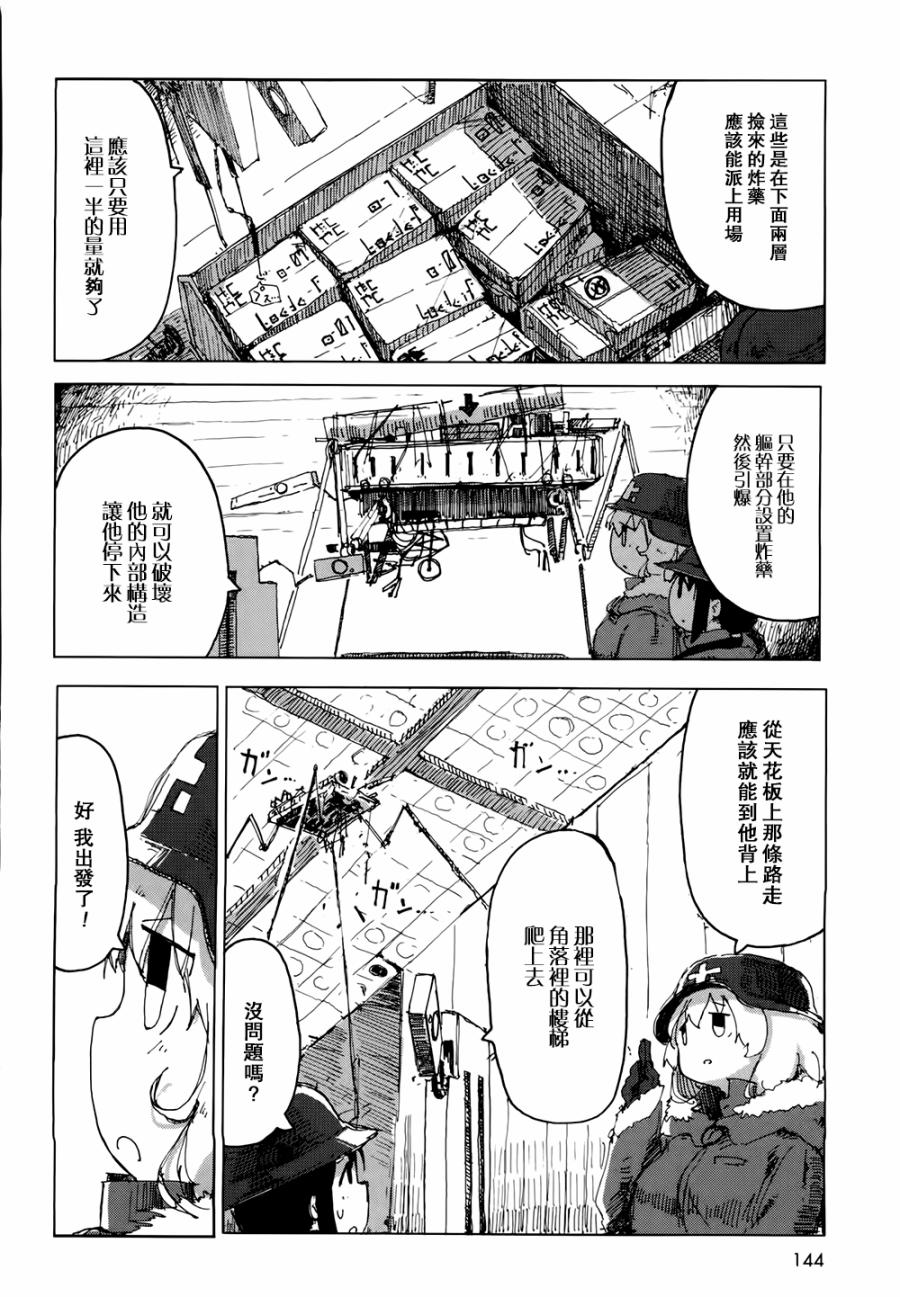 這些是在下面兩層
撿來的炸藥
應該能派上用場
應該只要用
這裡一半的量就夠了
只要在他的
軀幹部分設置炸藥
然後引爆
就可以破壞
他的內部構造
讓他停下來
從天花板上那條路走
應該就能到他背上
ガン…
ガン…
那裡可以從
角落裡的樓梯
爬上去
沒問題嗎？
好 我出發了！
144